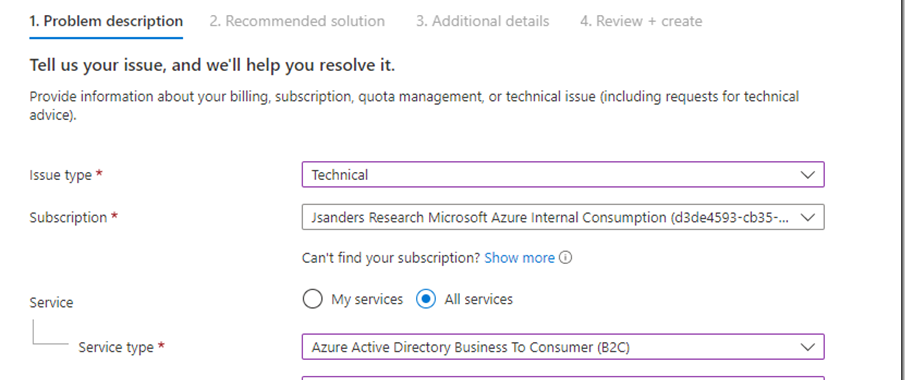 1. Problem description 2. Recommended solution 3. Additional details 4. Review + create
Tell us your issue, and we'll help you resolve it.
Provide information about your billing, subscription, quota management, or technical issue (including requests for technical
advice).
Issue type * Technical
Subscription * Jsanders Research Microsoft Azure Internal Consumption (d3de4593-cb35-...
Can't find your subscription? Show more
Service My services All services
Service type * Azure Active Directory Business To Consumer (B2C)